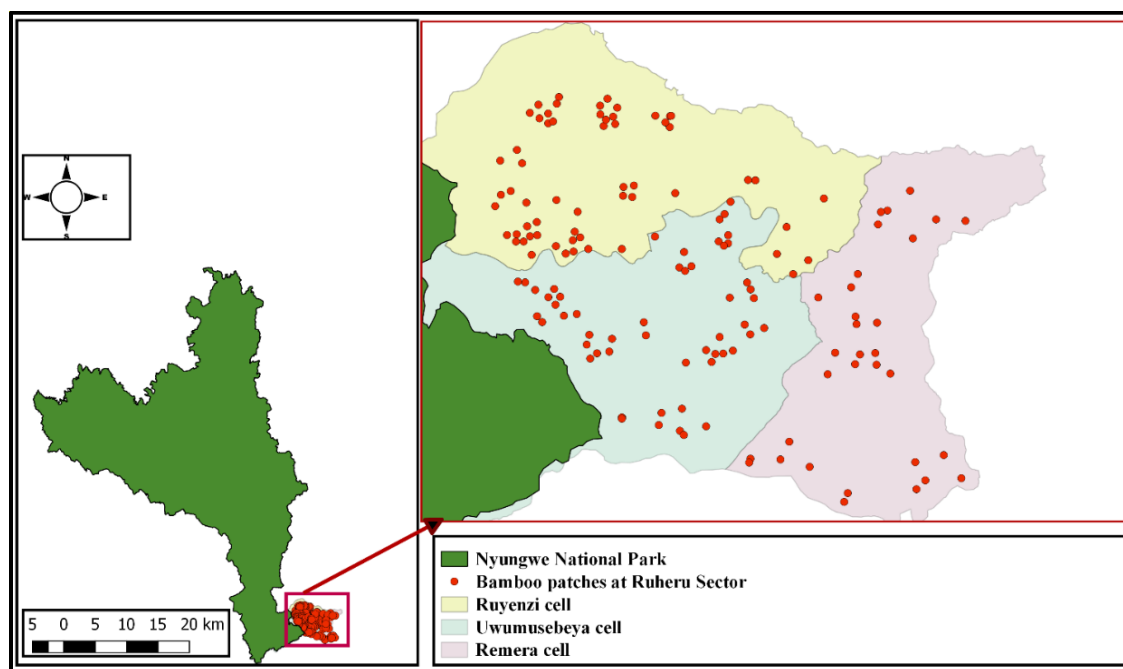 N
W E
S
5 0 5 10 15 20 km
Nyungwe National Park
Bamboo patches at Ruheru Sector
Ruyenzi cell
Uwumusebeya cell
Remera cell